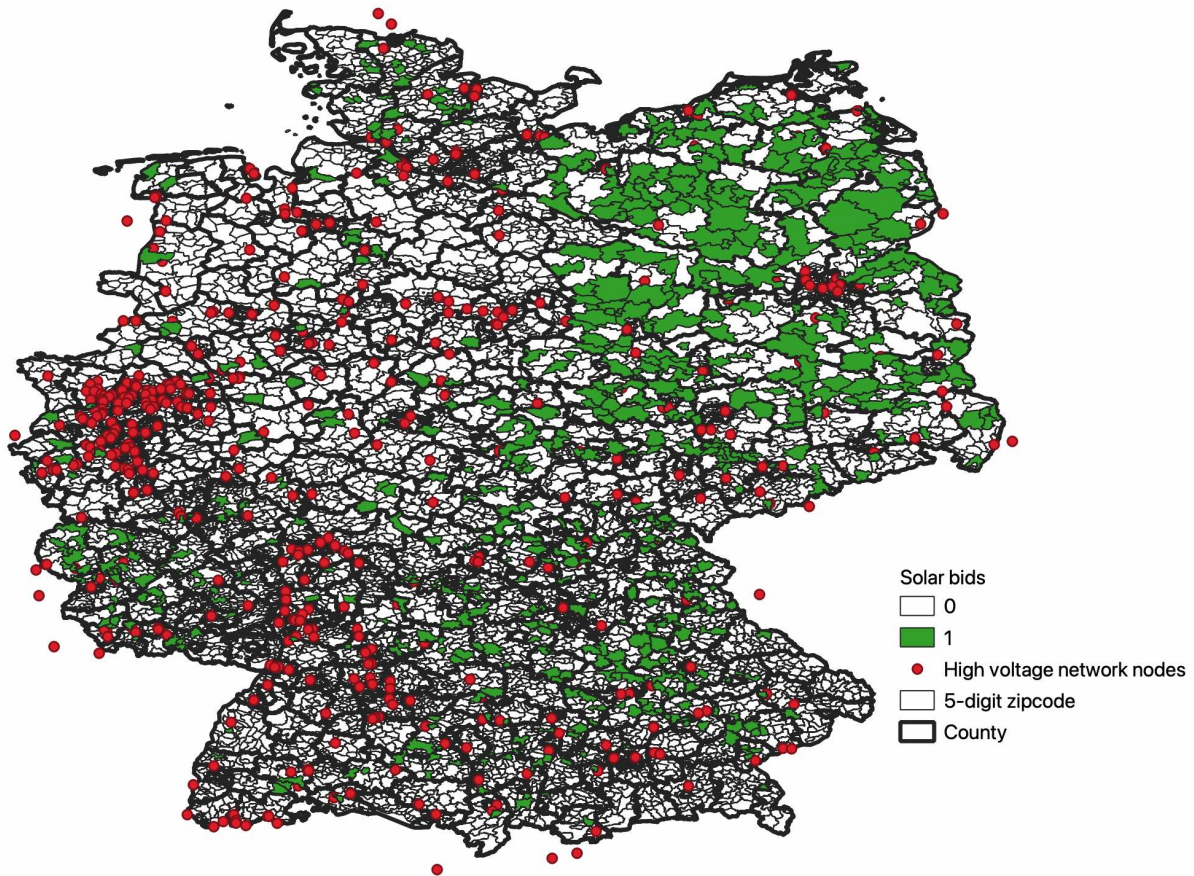 Solar bids
0
1
High voltage network nodes
5-digit zipcode
County